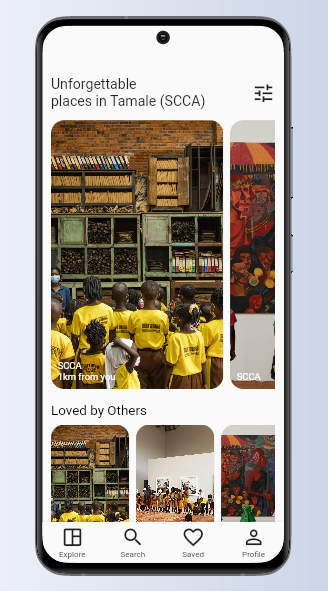 Unforgettable
places in Tamale (SCCA)
SCCA
1km from you
SCCA
Loved by Others
Explore
Search
Saved
Profile